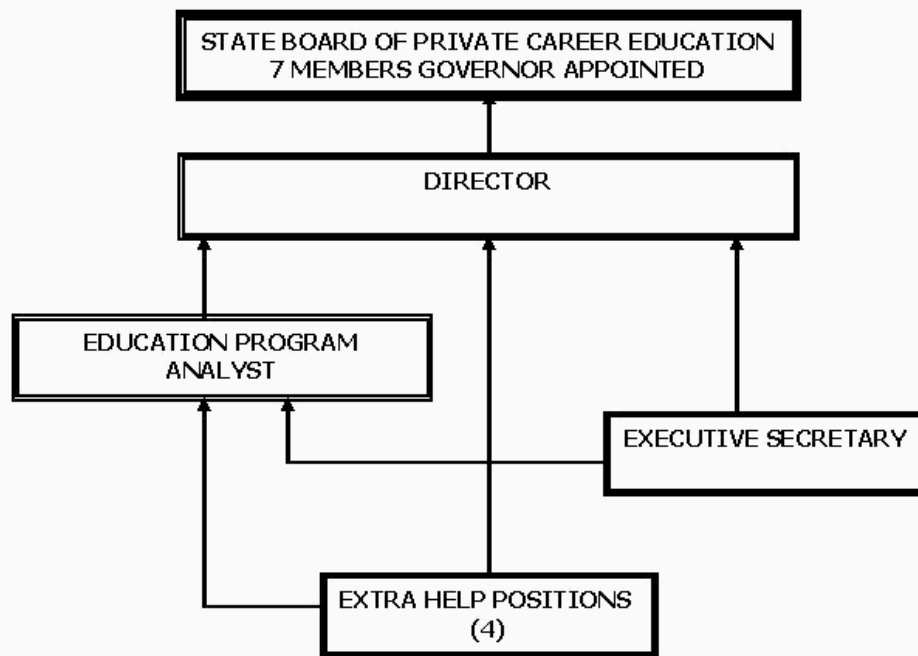 STATE BOARD OF PRIVATE CAREER EDUCATION
7 MEMBERS GOVERNOR APPOINTED
DIRECTOR
EDUCATION PROGRAM
ANALYST
EXECUTIVE SECRETARY
EXTRA HELP POSITIONS
(4)